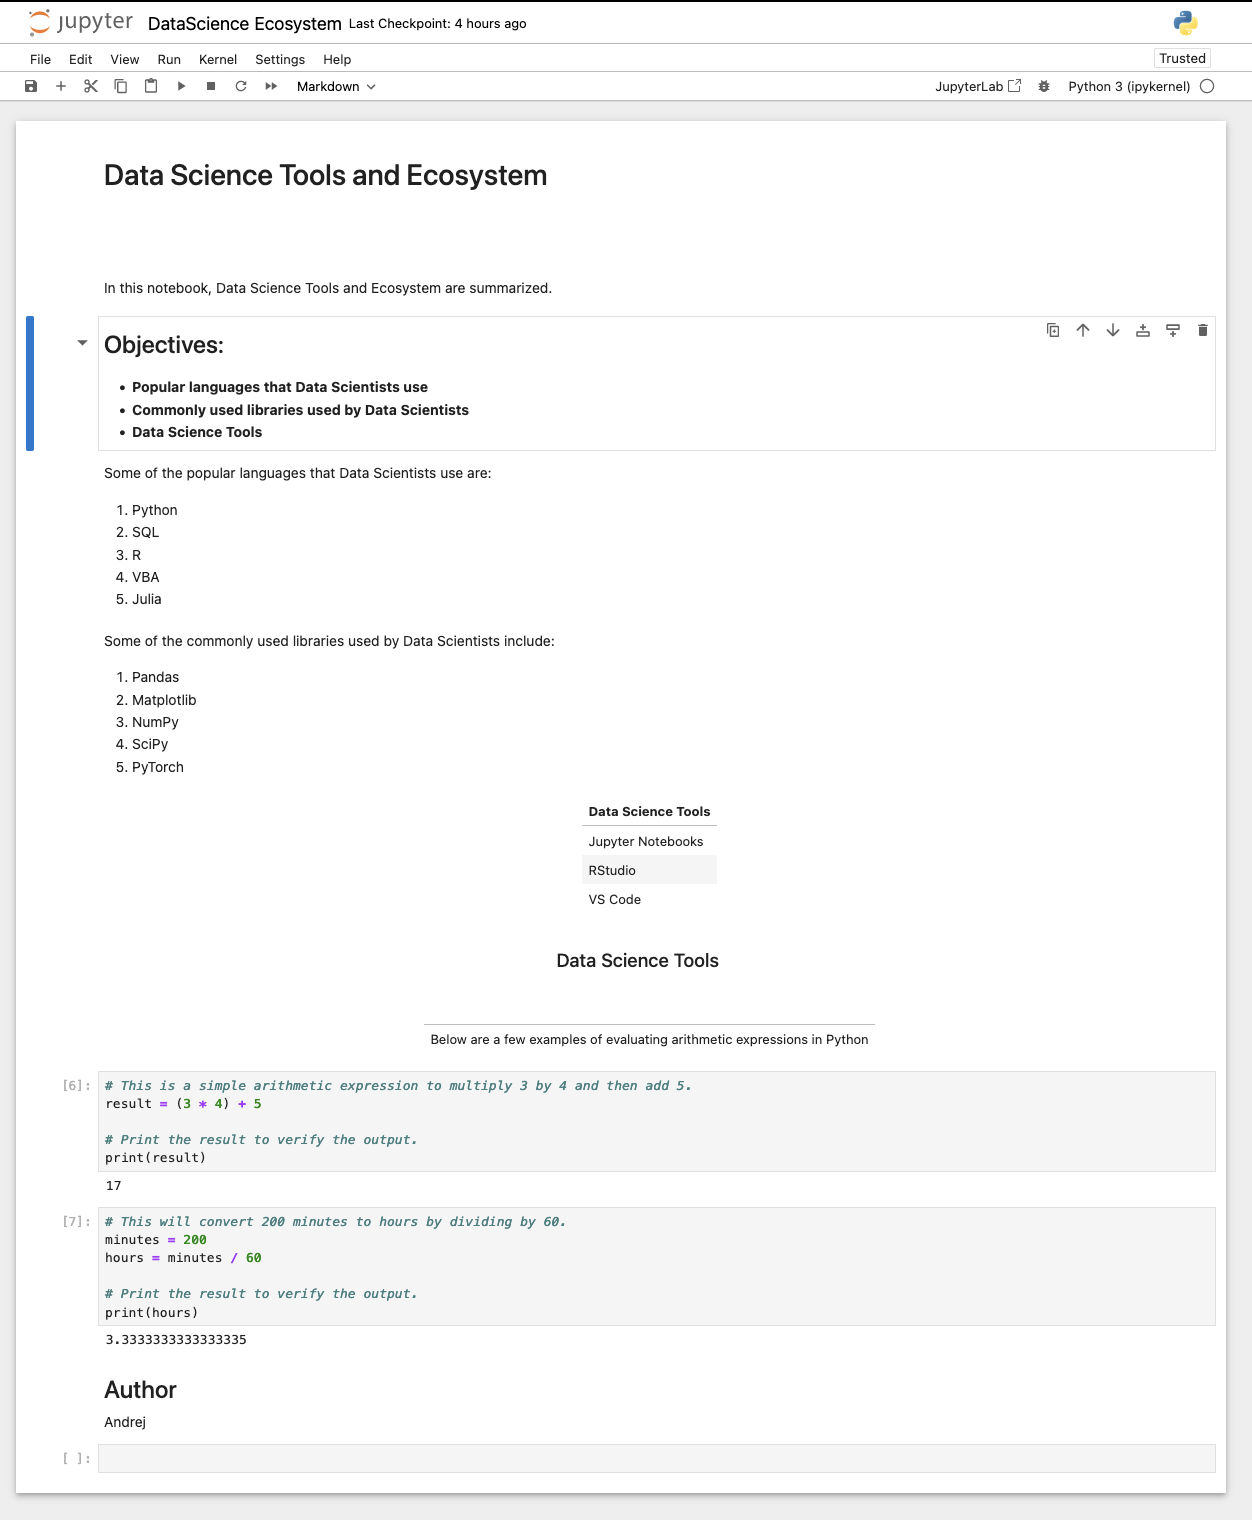 jupyter DataScience Ecosystem Last Checkpoint: 4 hours ago
File Edit View Run Kernel Settings Help Trusted
Markdown JupyterLab Python 3 (ipykernel)
Data Science Tools and Ecosystem
In this notebook, Data Science Tools and Ecosystem are summarized.
Objectives:
• Popular languages that Data Scientists use
• Commonly used libraries used by Data Scientists
• Data Science Tools
Some of the popular languages that Data Scientists use are:
1. Python
2. SQL
3. R
4. VBA
5. Julia
Some of the commonly used libraries used by Data Scientists include:
1. Pandas
2. Matplotlib
3. NumPy
4. SciPy
5. PyTorch
Data Science Tools
Jupyter Notebooks
RStudio
VS Code
Data Science Tools
Below are a few examples of evaluating arithmetic expressions in Python
[6]: # This is a simple arithmetic expression to multiply 3 by 4 and then add 5.
result = (3 * 4) + 5
# Print the result to verify the output.
print(result)
17
[7]: # This will convert 200 minutes to hours by dividing by 60.
minutes = 200
hours = minutes / 60
# Print the result to verify the output.
print(hours)
3.3333333333333335
Author
Andrej
[ ]: